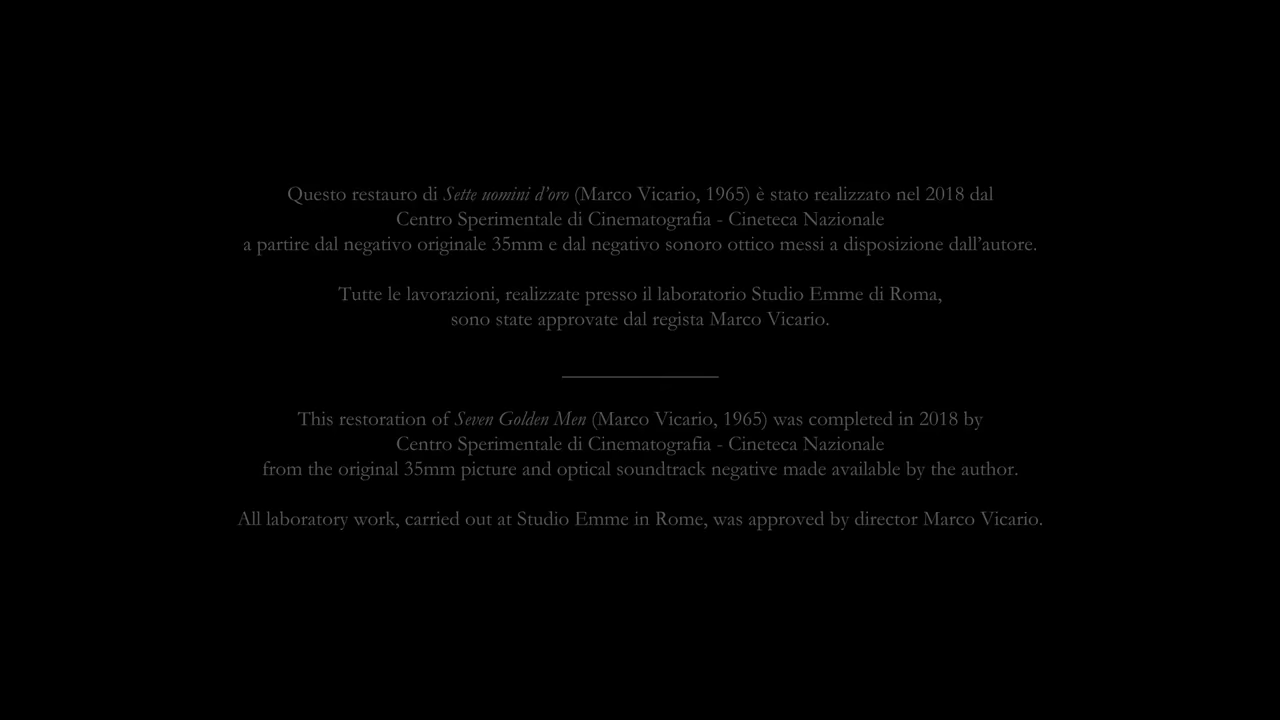 Questo restauro di Sette uomini d'oro (Marco Vicario, 1965) è stato realizzato nel 2018 dal
Centro Sperimentale di Cinematografia - Cineteca Nazionale
a partire dal negativo originale 35mm e dal negativo sonoro ottico messi a disposizione dall'autore.
Tutte le lavorazioni, realizzate presso il laboratorio Studio Emme di Roma,
sono state approvate dal regista Marco Vicario.
This restoration of Seven Golden Men (Marco Vicario, 1965) was completed in 2018 by
Centro Sperimentale di Cinematografia - Cineteca Nazionale
from the original 35mm picture and optical soundtrack negative made available by the author.
All laboratory work, carried out at Studio Emme in Rome, was approved by director Marco Vicario.